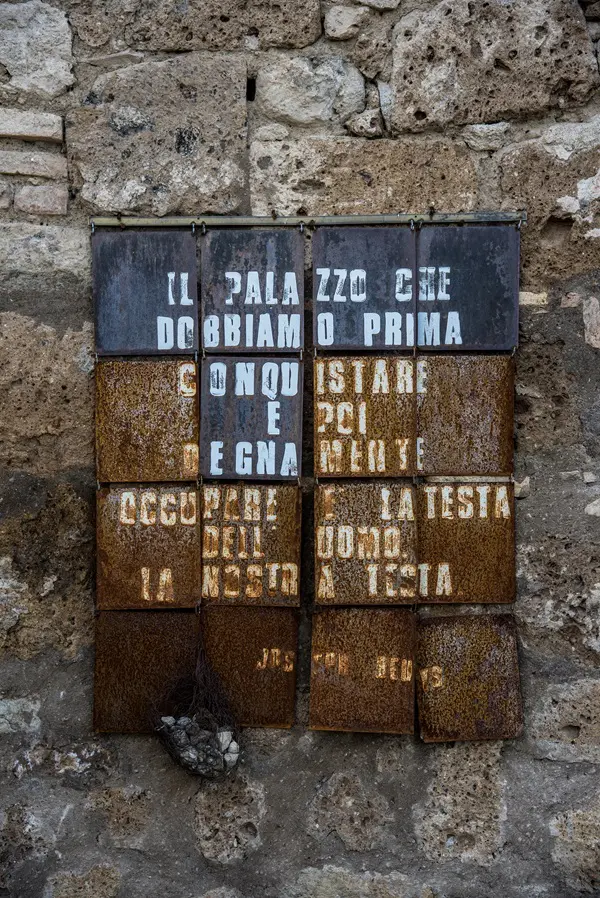 IL PALAZZO CHE
DOBBIAMO PRIMA
CONQUISTARE
E POI
DEGNAMENTE
OCCUPARE È LA TESTA
DELL UOMO.
LA NOSTRA TESTA